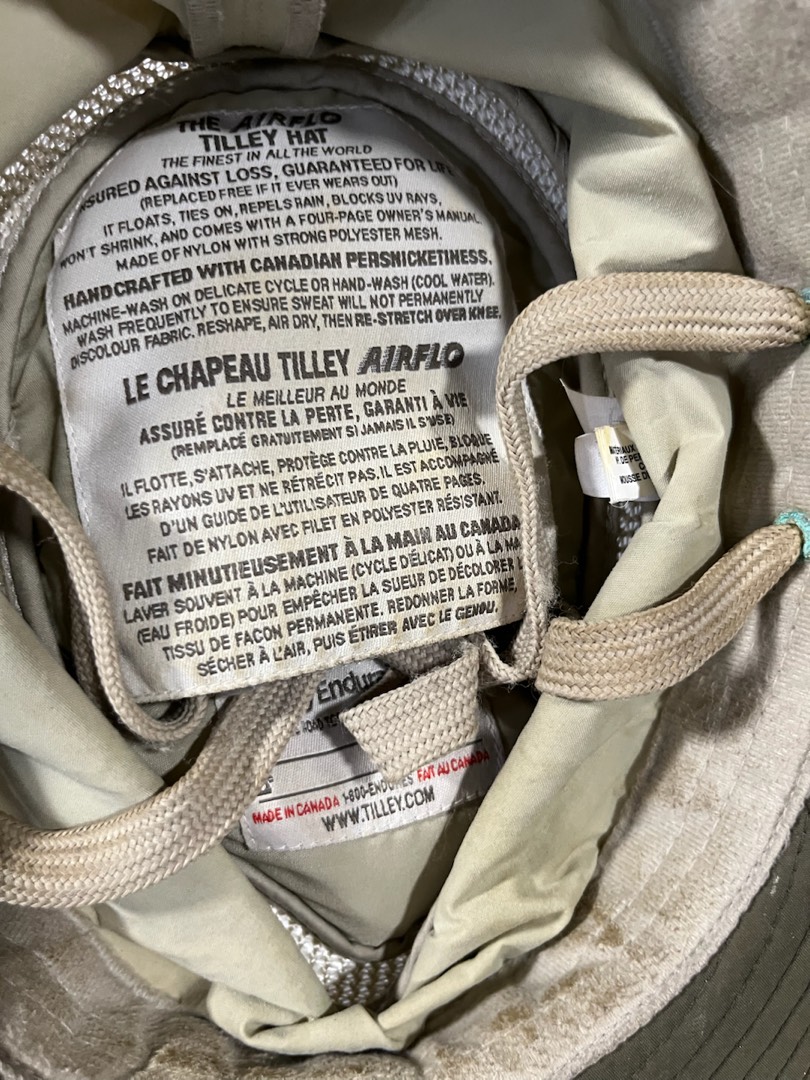 THE AIRFLO
TILLEY HAT
THE FINEST IN ALL THE WORLD
INSURED AGAINST LOSS, GUARANTEED FOR LIFE
(REPLACED FREE IF IT EVER WEARS OUT)
IT FLOATS, TIES ON, REPELS RAIN, BLOCKS UV RAYS,
WON'T SHRINK, AND COMES WITH A FOUR-PAGE OWNER'S MANUAL.
MADE OF NYLON WITH STRONG POLYESTER MESH.
HANDCRAFTED WITH CANADIAN PERSNICKETINESS.
MACHINE-WASH ON DELICATE CYCLE OR HAND-WASH (COOL WATER).
WASH FREQUENTLY TO ENSURE SWEAT WILL NOT PERMANENTLY
DISCOLOUR FABRIC. RESHAPE, AIR DRY, THEN RE-STRETCH OVER KNEE.
LE CHAPEAU TILLEY AIRFLO
LE MEILLEUR AU MONDE
ASSURÉ CONTRE LA PERTE, GARANTI À VIE
(REMPLACÉ GRATUITEMENT SI JAMAIS IL S'USE)
IL FLOTTE, S'ATTACHE, PROTÈGE CONTRE LA PLUIE, BLOQUE
LES RAYONS UV ET NE RÉTRÉCIT PAS. IL EST ACCOMPAGNÉ
D'UN GUIDE DE L'UTILISATEUR DE QUATRE PAGES.
FAIT DE NYLON AVEC FILET EN POLYESTER RÉSISTANT.
FAIT MINUTIEUSEMENT À LA MAIN AU CANADA
LAVER SOUVENT À LA MACHINE (CYCLE DÉLICAT) OU À LA MA
(EAU FROIDE) POUR EMPÊCHER LA SUEUR DE DÉCOLORER L
TISSU DE FAÇON PERMANENTE. REDONNER LA FORME,
SÉCHER À L'AIR, PUIS ÉTIRER AVEC LE GENOU.
Endur
MADE IN CANADA 1-800-ENDURES FAIT AU CANADA
WWW.TILLEY.COM